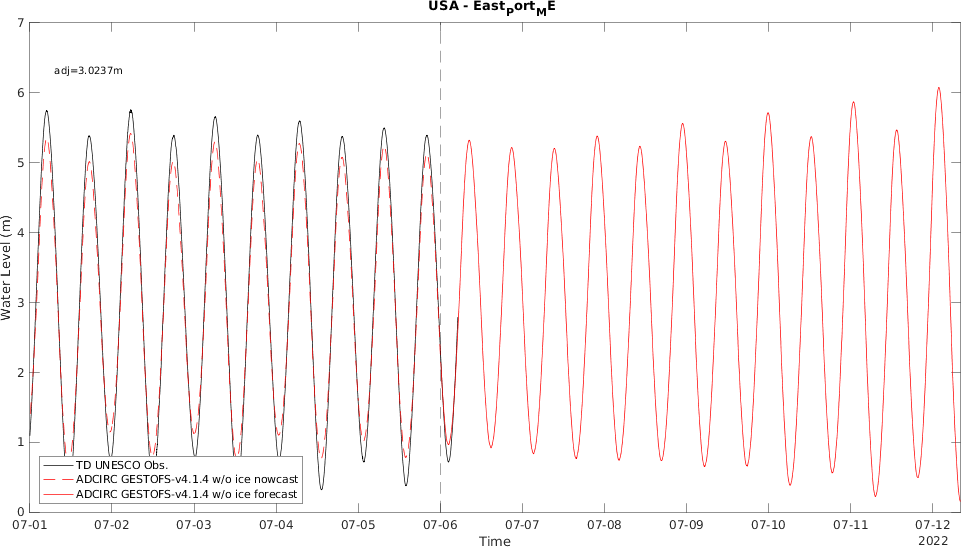 USA - EastPortME
7
adj=3.0237m
6
5
4
3
2
1
0
Water Level (m)
TD UNESCO Obs.
ADCIRC GESTOFS-v4.1.4 w/o ice nowcast
ADCIRC GESTOFS-v4.1.4 w/o ice forecast
07-01 07-02 07-03 07-04 07-05 07-06 07-07 07-08 07-09 07-10 07-11 07-12
Time
2022